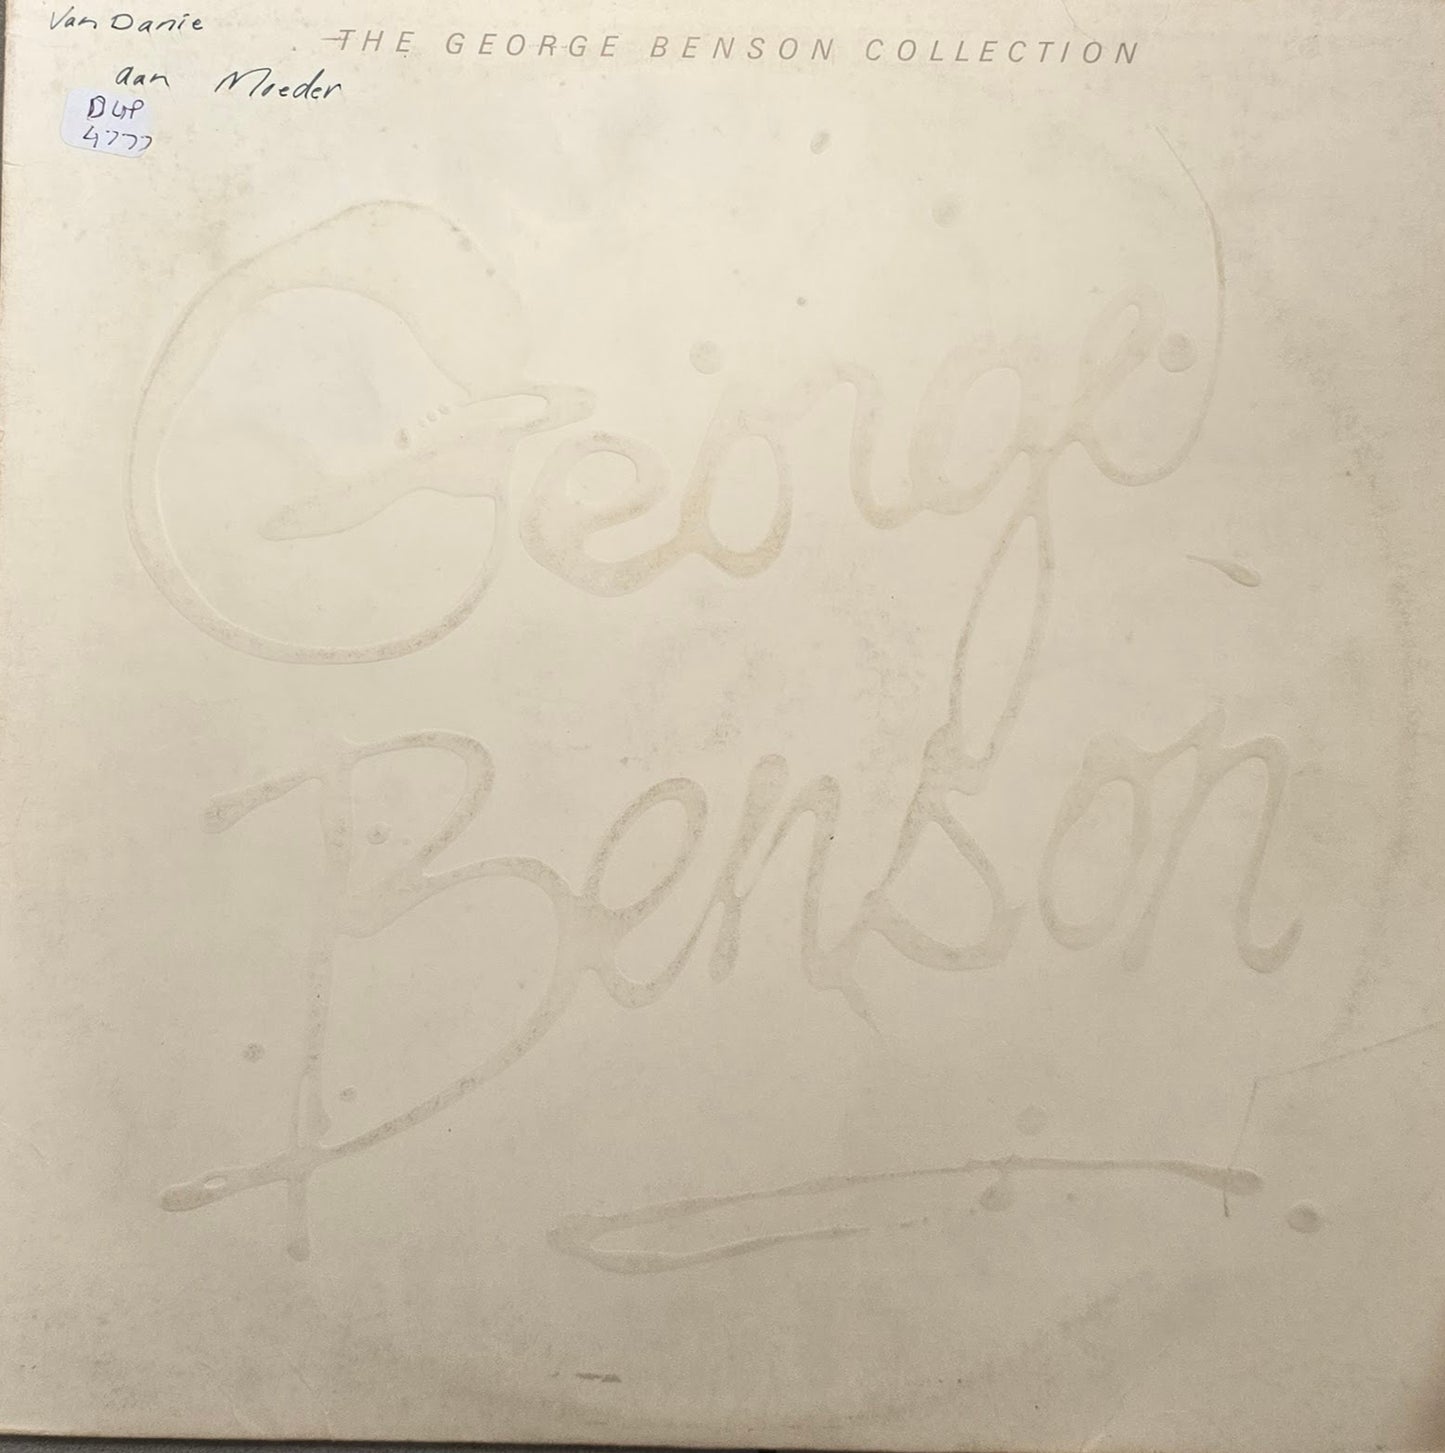 Van Danie
THE GEORGE BENSON COLLECTION
aan Moeder
DUP
4777
George
Benson